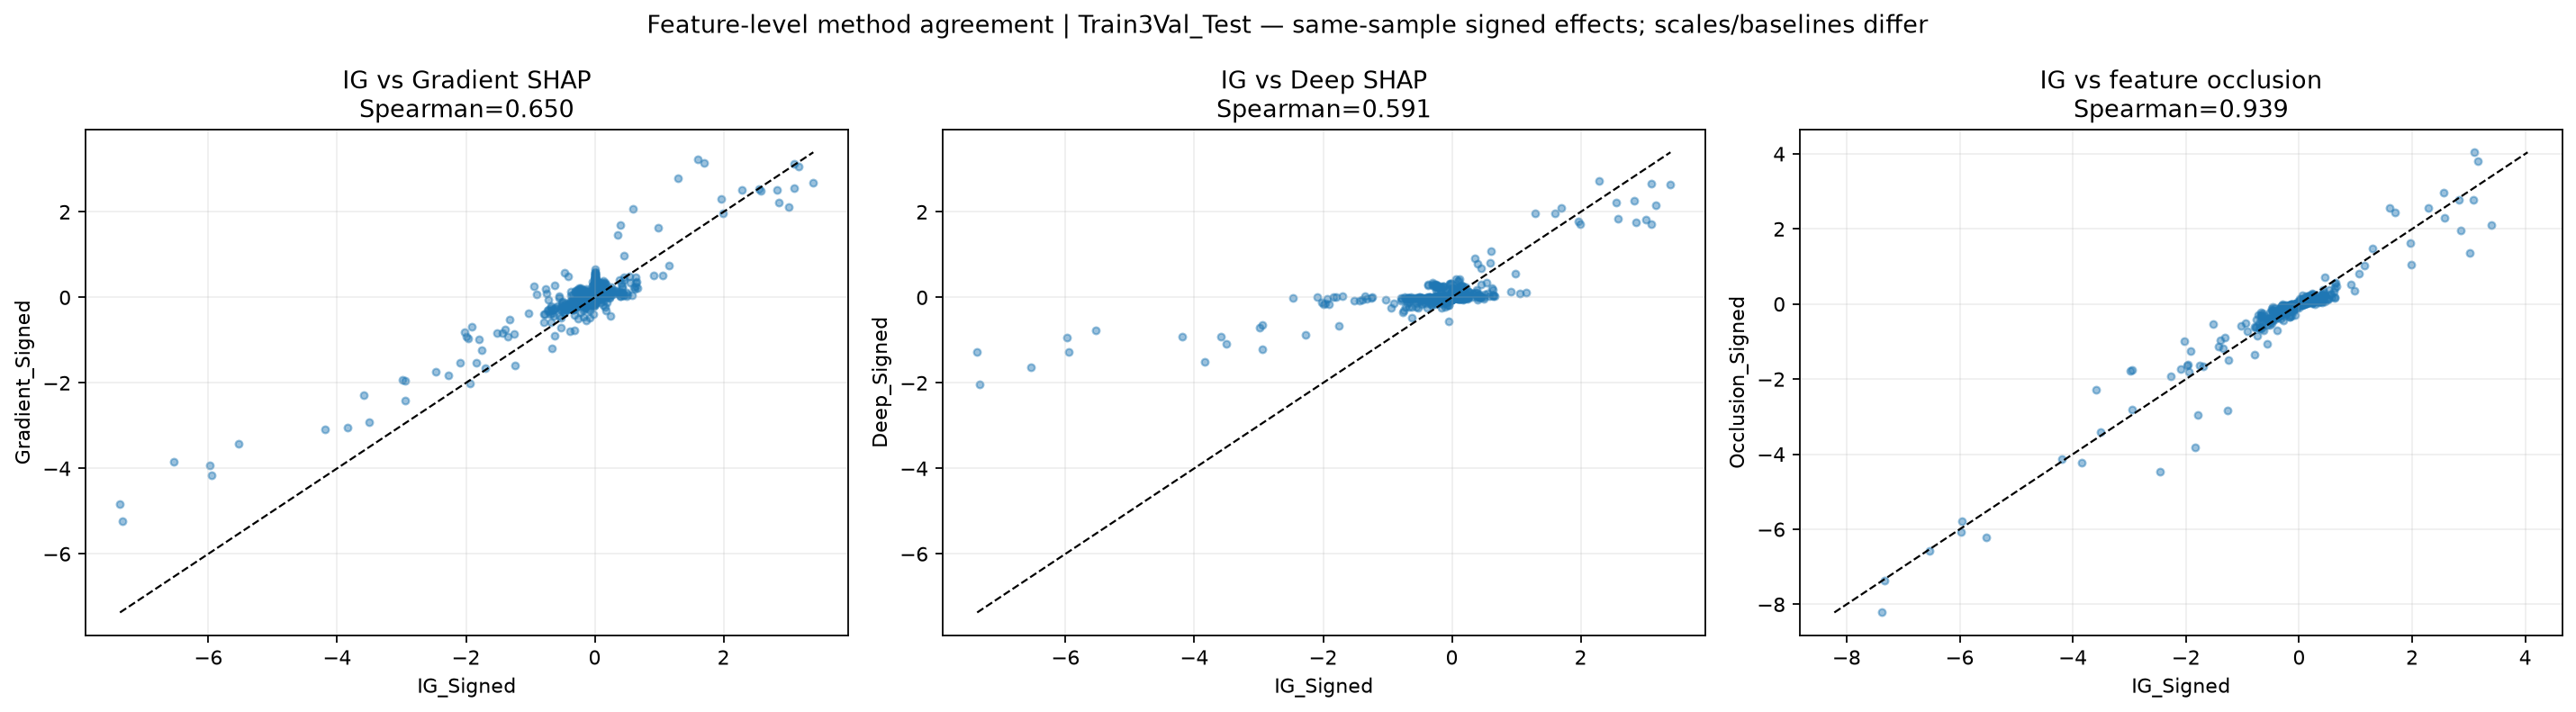 Feature-level method agreement | Train3Val_Test — same-sample signed effects; scales/baselines differ
IG vs Gradient SHAP
Spearman=0.650
Gradient_Signed
2
0
−2
−4
−6
−6
−4
−2
0
2
IG_Signed
IG vs Deep SHAP
Spearman=0.591
Deep_Signed
2
0
−2
−4
−6
−6
−4
−2
0
2
IG_Signed
IG vs feature occlusion
Spearman=0.939
Occlusion_Signed
4
2
0
−2
−4
−6
−8
−8
−6
−4
−2
0
2
4
IG_Signed